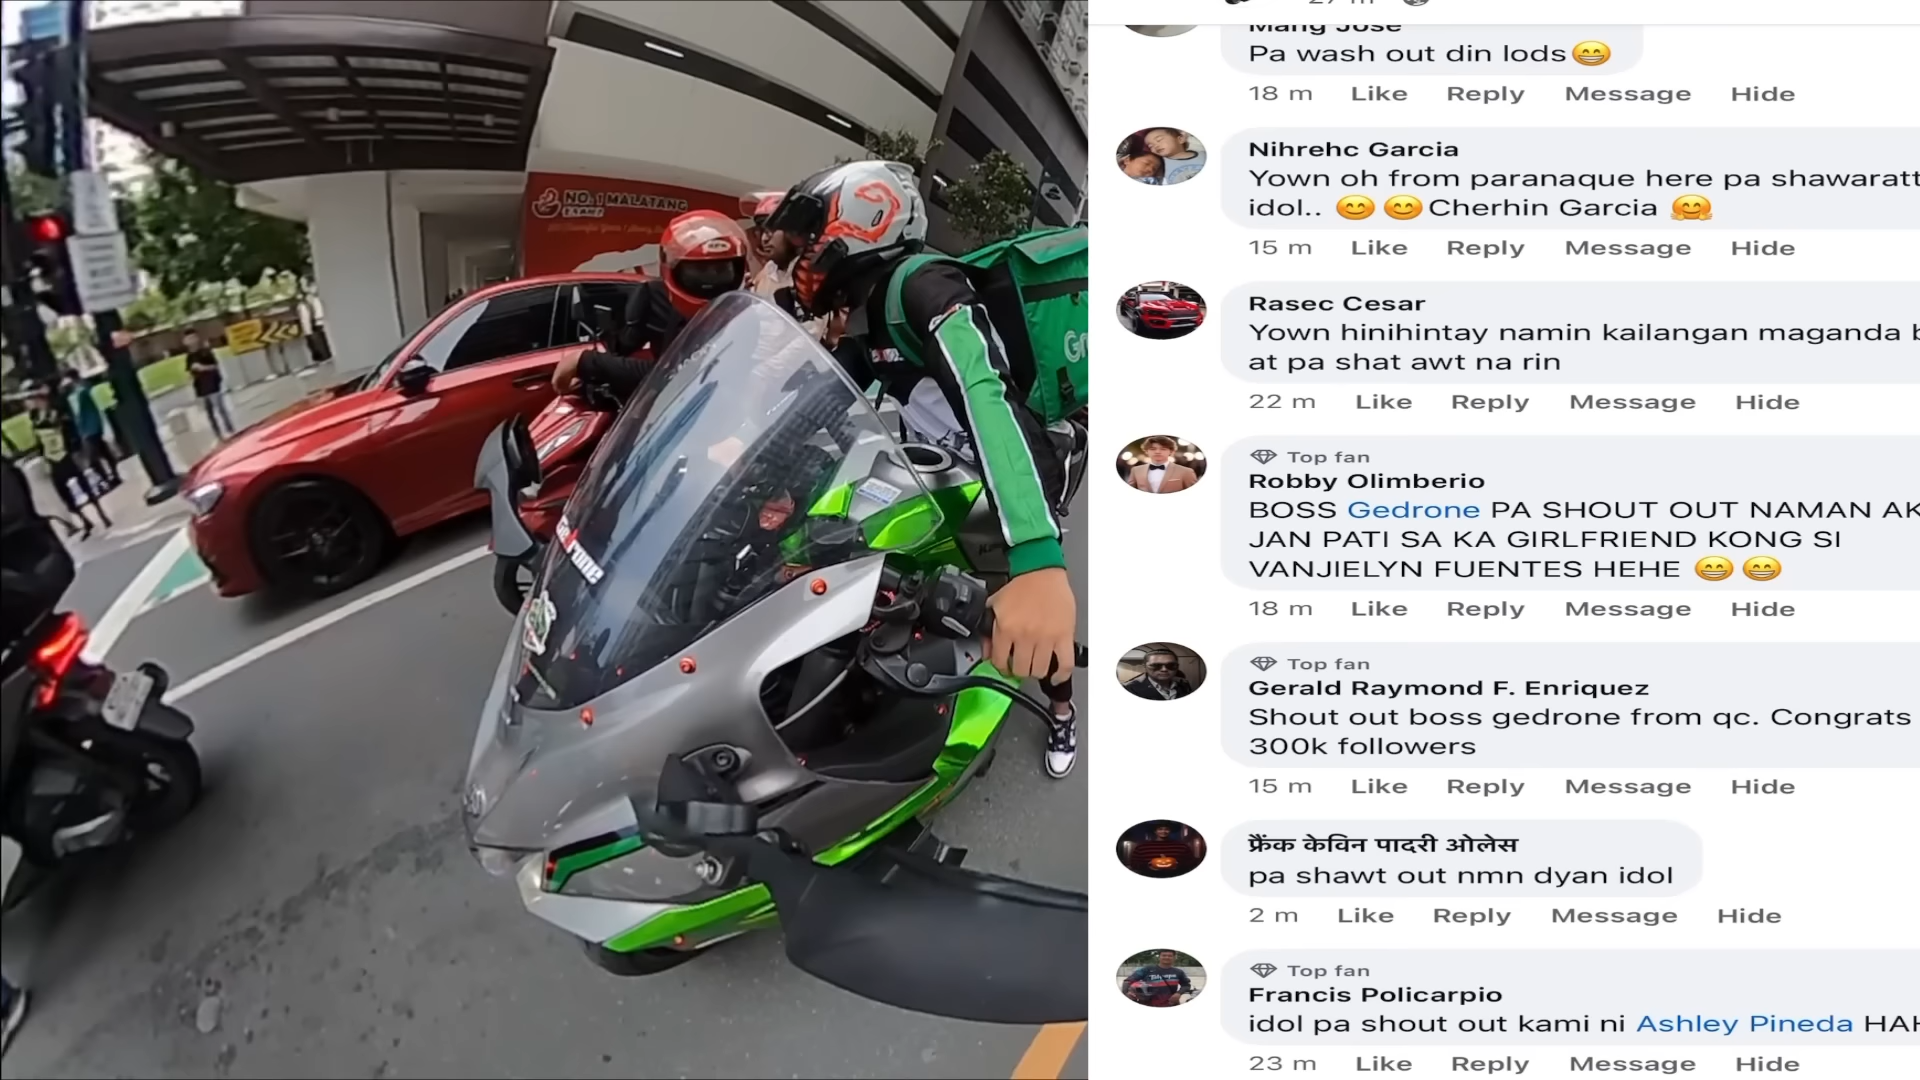 NO. 1 MALATANG
Gedrone
27 m
Mang Jose
Pa wash out din lods😁
18 m Like Reply Message Hide
Nihrehc Garcia
Yown oh from paranaque here pa shawaratt
idol.. 😊😊Cherhin Garcia 🤗
15 m Like Reply Message Hide
Rasec Cesar
Yown hinihintay namin kailangan maganda b
at pa shat awt na rin
22 m Like Reply Message Hide
Top fan
Robby Olimberio
BOSS Gedrone PA SHOUT OUT NAMAN AK
JAN PATI SA KA GIRLFRIEND KONG SI
VANJIELYN FUENTES HEHE 😁😁
18 m Like Reply Message Hide
Top fan
Gerald Raymond F. Enriquez
Shout out boss gedrone from qc. Congrats
300k followers
15 m Like Reply Message Hide
फ्रैंक केविन पादरी ओलेस
pa shawt out nmn dyan idol
2 m Like Reply Message Hide
Top fan
Francis Policarpio
idol pa shout out kami ni Ashley Pineda HAH
23 m Like Reply Message Hide